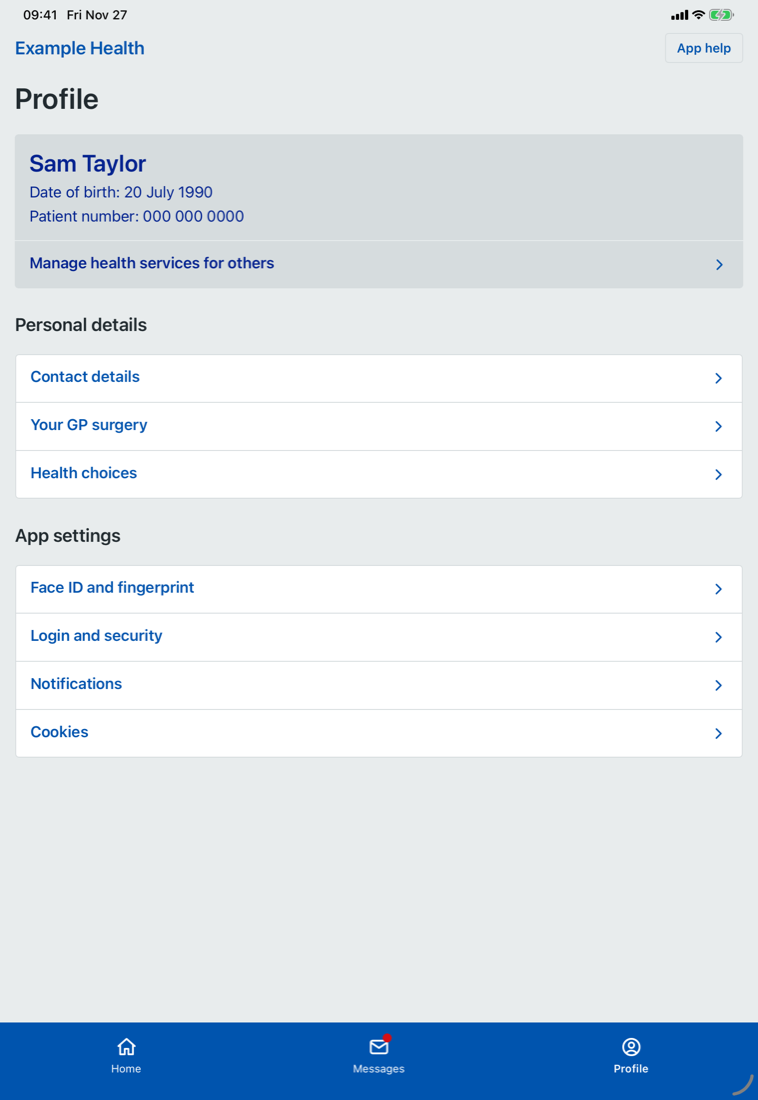 09:41 Fri Nov 27
Example Health
App help
Profile
Sam Taylor
Date of birth: 20 July 1990
Patient number: 000 000 0000
Manage health services for others
Personal details
Contact details
Your GP surgery
Health choices
App settings
Face ID and fingerprint
Login and security
Notifications
Cookies
Home
Messages
Profile